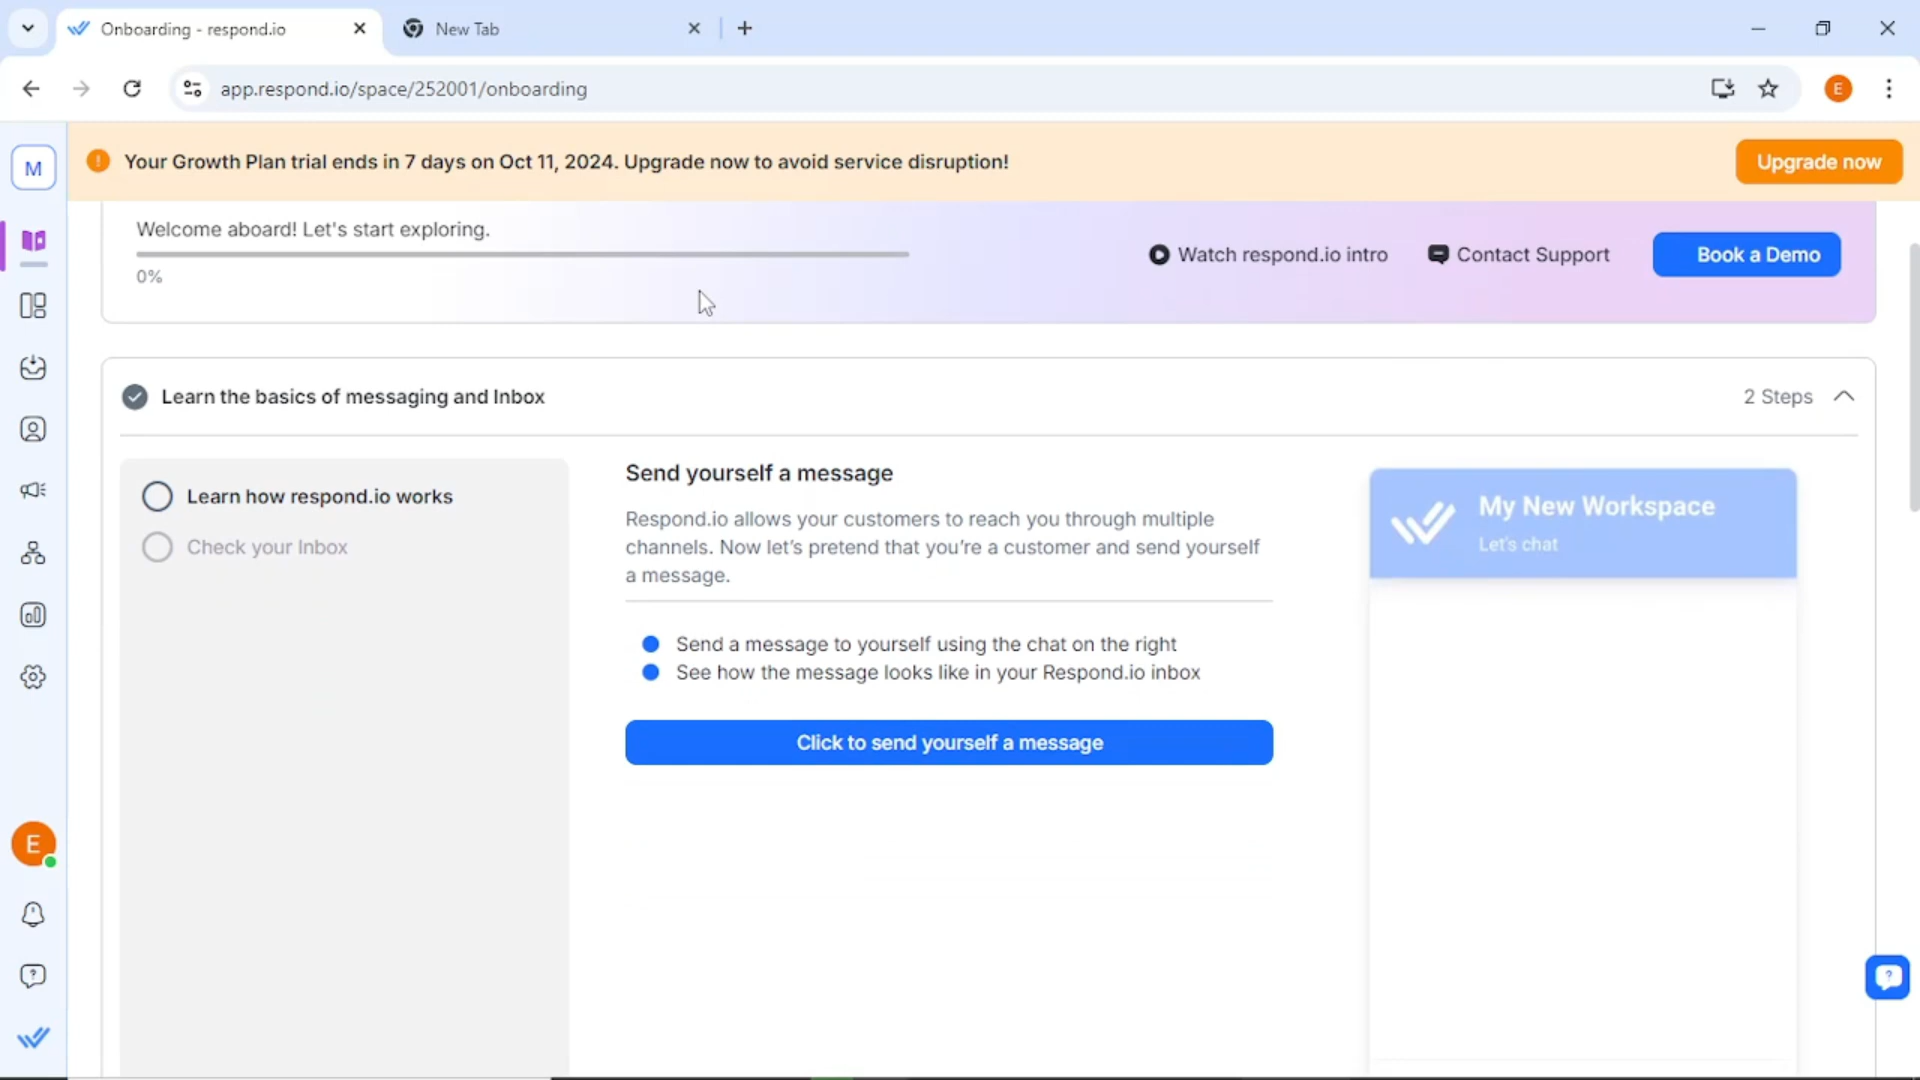 Onboarding - respond.io
New Tab
app.respond.io/space/252001/onboarding
E
M
Your Growth Plan trial ends in 7 days on Oct 11, 2024. Upgrade now to avoid service disruption!
Upgrade now
Welcome aboard! Let's start exploring.
0%
Watch respond.io intro
Contact Support
Book a Demo
Learn the basics of messaging and Inbox
2 Steps
Learn how respond.io works
Check your Inbox
Send yourself a message
Respond.io allows your customers to reach you through multiple
channels. Now let's pretend that you're a customer and send yourself
a message.
Send a message to yourself using the chat on the right
See how the message looks like in your Respond.io inbox
Click to send yourself a message
My New Workspace
Let's chat
E